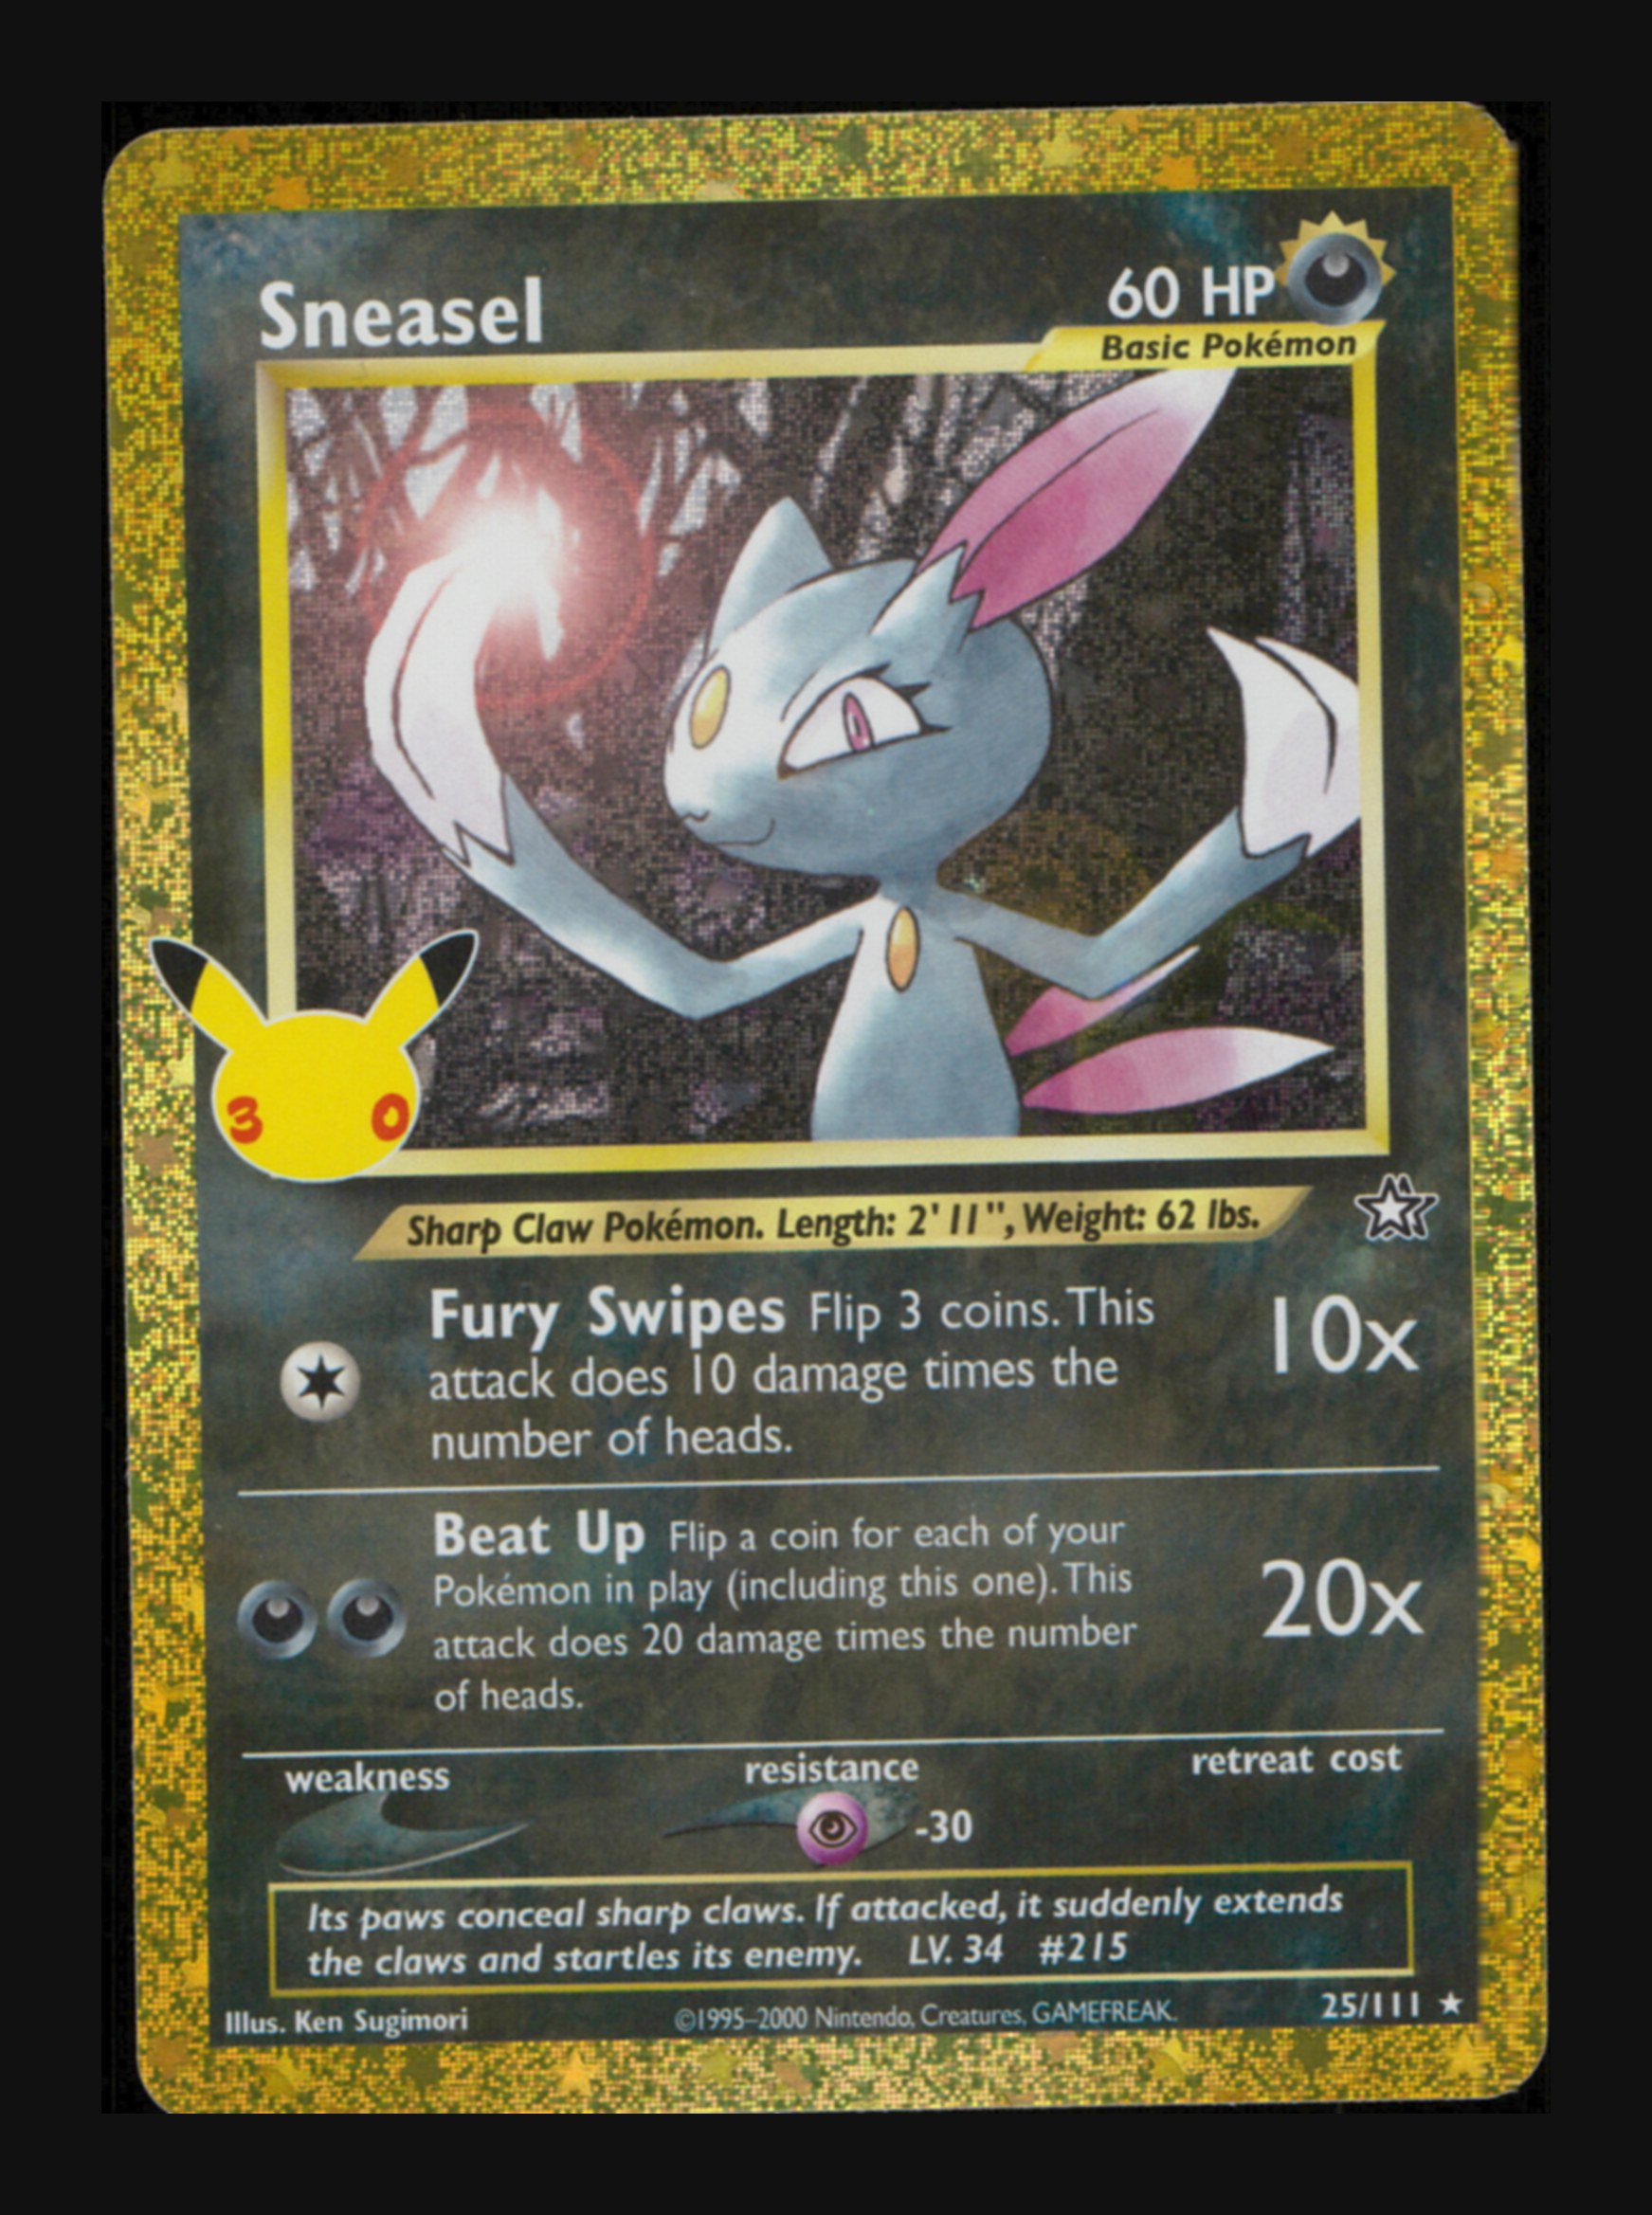 Sneasel
60 HP
Basic Pokémon
3 0
Sharp Claw Pokémon. Length: 2' 11", Weight: 62 lbs.
Fury Swipes Flip 3 coins. This
attack does 10 damage times the
number of heads.
10x
Beat Up Flip a coin for each of your
Pokémon in play (including this one). This
attack does 20 damage times the number
of heads.
20x
weakness
resistance
retreat cost
-30
Its paws conceal sharp claws. If attacked, it suddenly extends
the claws and startles its enemy. LV. 34 #215
Illus. Ken Sugimori
©1995–2000 Nintendo, Creatures, GAMEFREAK.
25/111 ★